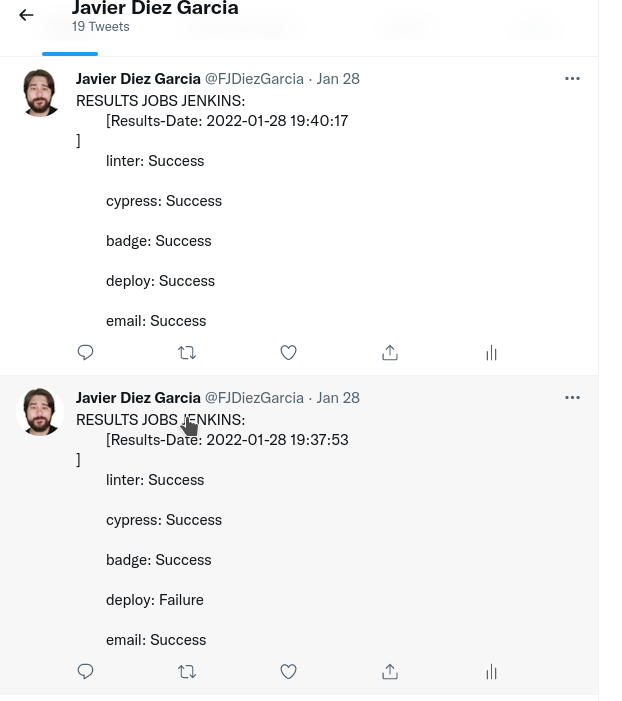 Javier Diez Garcia
19 Tweets
Javier Diez Garcia @FJDiezGarcia · Jan 28
RESULTS JOBS JENKINS:
[Results-Date: 2022-01-28 19:40:17
]
linter: Success
cypress: Success
badge: Success
deploy: Success
email: Success
Javier Diez Garcia @FJDiezGarcia · Jan 28
RESULTS JOBS JENKINS:
[Results-Date: 2022-01-28 19:37:53
]
linter: Success
cypress: Success
badge: Success
deploy: Failure
email: Success